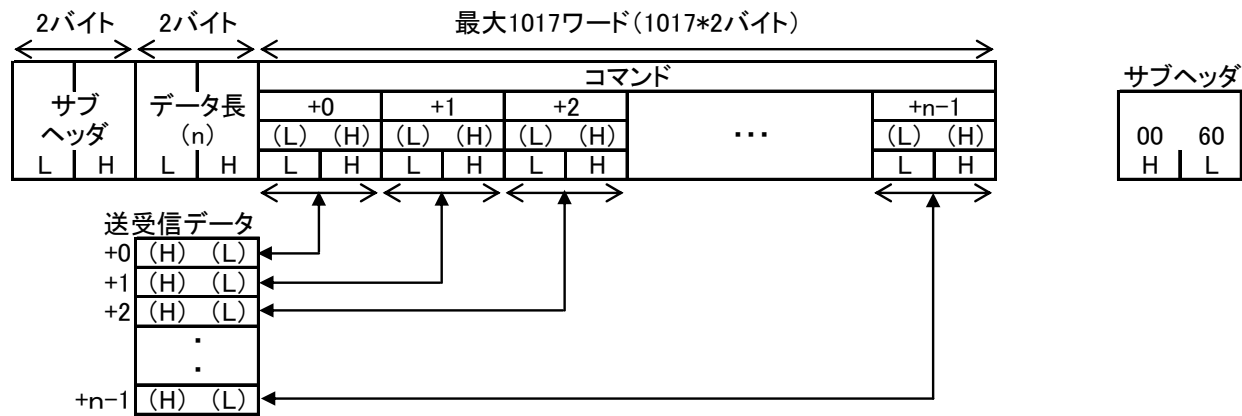 2バイト 2バイト 最大1017ワード(1017*2バイト)
コマンド
サブヘッダ データ長(n)
+0 +1 +2 ・・・ +n-1
(L) (H) (L) (H) (L) (H) (L) (H)
L H L H L H L H L H L H
サブヘッダ
00 60
H L
送受信データ
+0 (H) (L)
+1 (H) (L)
+2 (H) (L)
・
・
+n-1 (H) (L)